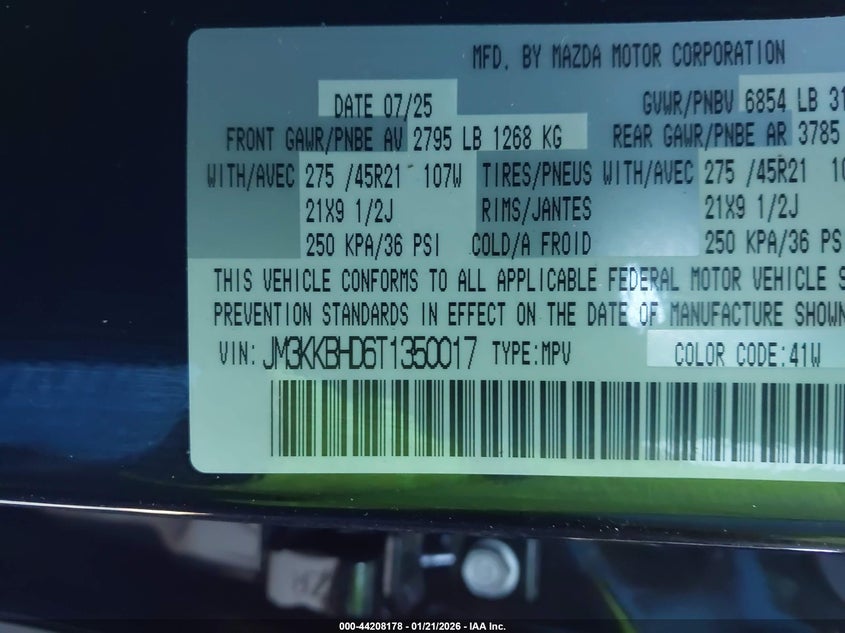 MFD. BY MAZDA MOTOR CORPORATION
DATE 07/25 GVWR/PNBV 6854 LB 31
FRONT GAWR/PNBE AV 2795 LB 1268 KG REAR GAWR/PNBE AR 3785
WITH/AVEC 275 /45R21 107W TIRES/PNEUS WITH/AVEC 275 /45R21 10
21X9 1/2J RIMS/JANTES 21X9 1/2J
250 KPA/36 PSI COLD/A FROID 250 KPA/36 PS
THIS VEHICLE CONFORMS TO ALL APPLICABLE FEDERAL MOTOR VEHICLE S
PREVENTION STANDARDS IN EFFECT ON THE DATE OF MANUFACTURE SHOWN
VIN: JM3KKBHD6T1350017 TYPE:MPV COLOR CODE:41W
000-44208178 - 01/21/2026 - IAA Inc.